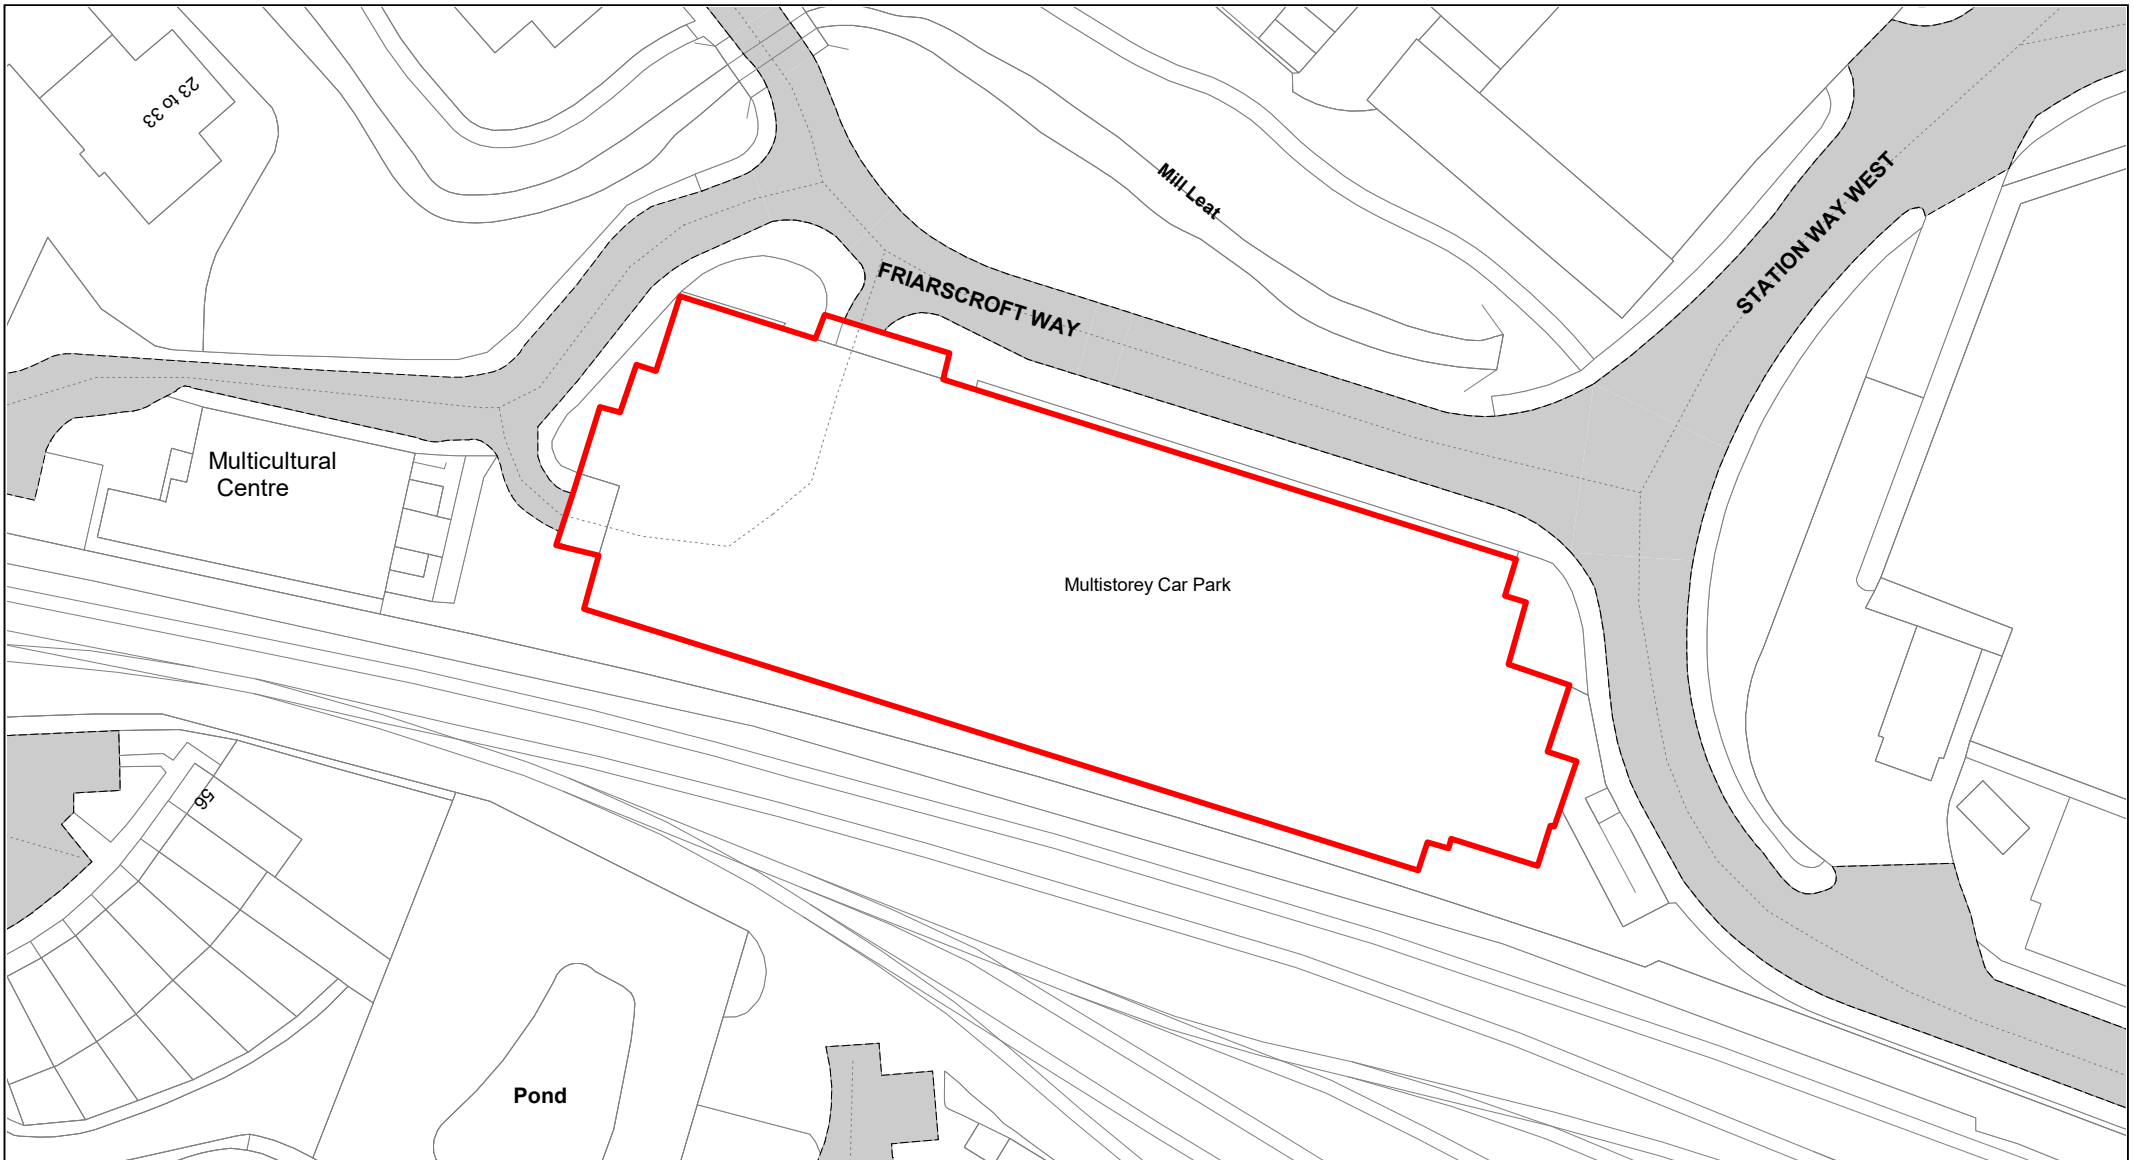 23 to 33
Mill Leat
STATION WAY WEST
FRIARSCROFT WAY
Multicultural
Centre
Multistorey Car Park
56
Pond